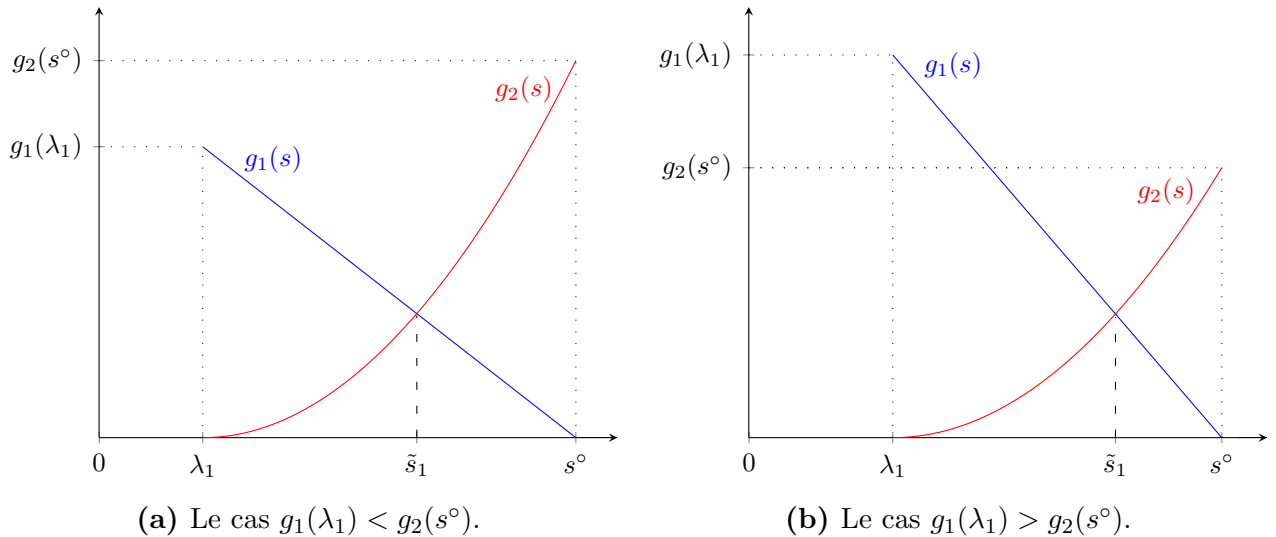 g₂(s°)
g₂(s)
g₁(λ₁)
g₁(s)
0
λ₁
s̃₁
s°
(a) Le cas g₁(λ₁) < g₂(s°).
g₁(λ₁)
g₁(s)
g₂(s°)
g₂(s)
0
λ₁
s̃₁
s°
(b) Le cas g₁(λ₁) > g₂(s°).